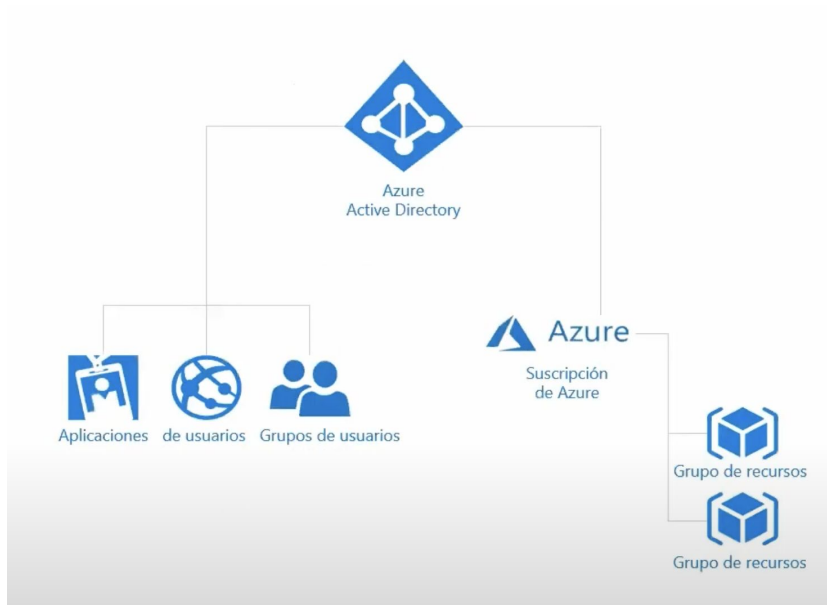 Azure
Active Directory
Azure
Suscripción
de Azure
Aplicaciones
de usuarios
Grupos de usuarios
Grupo de recursos
Grupo de recursos